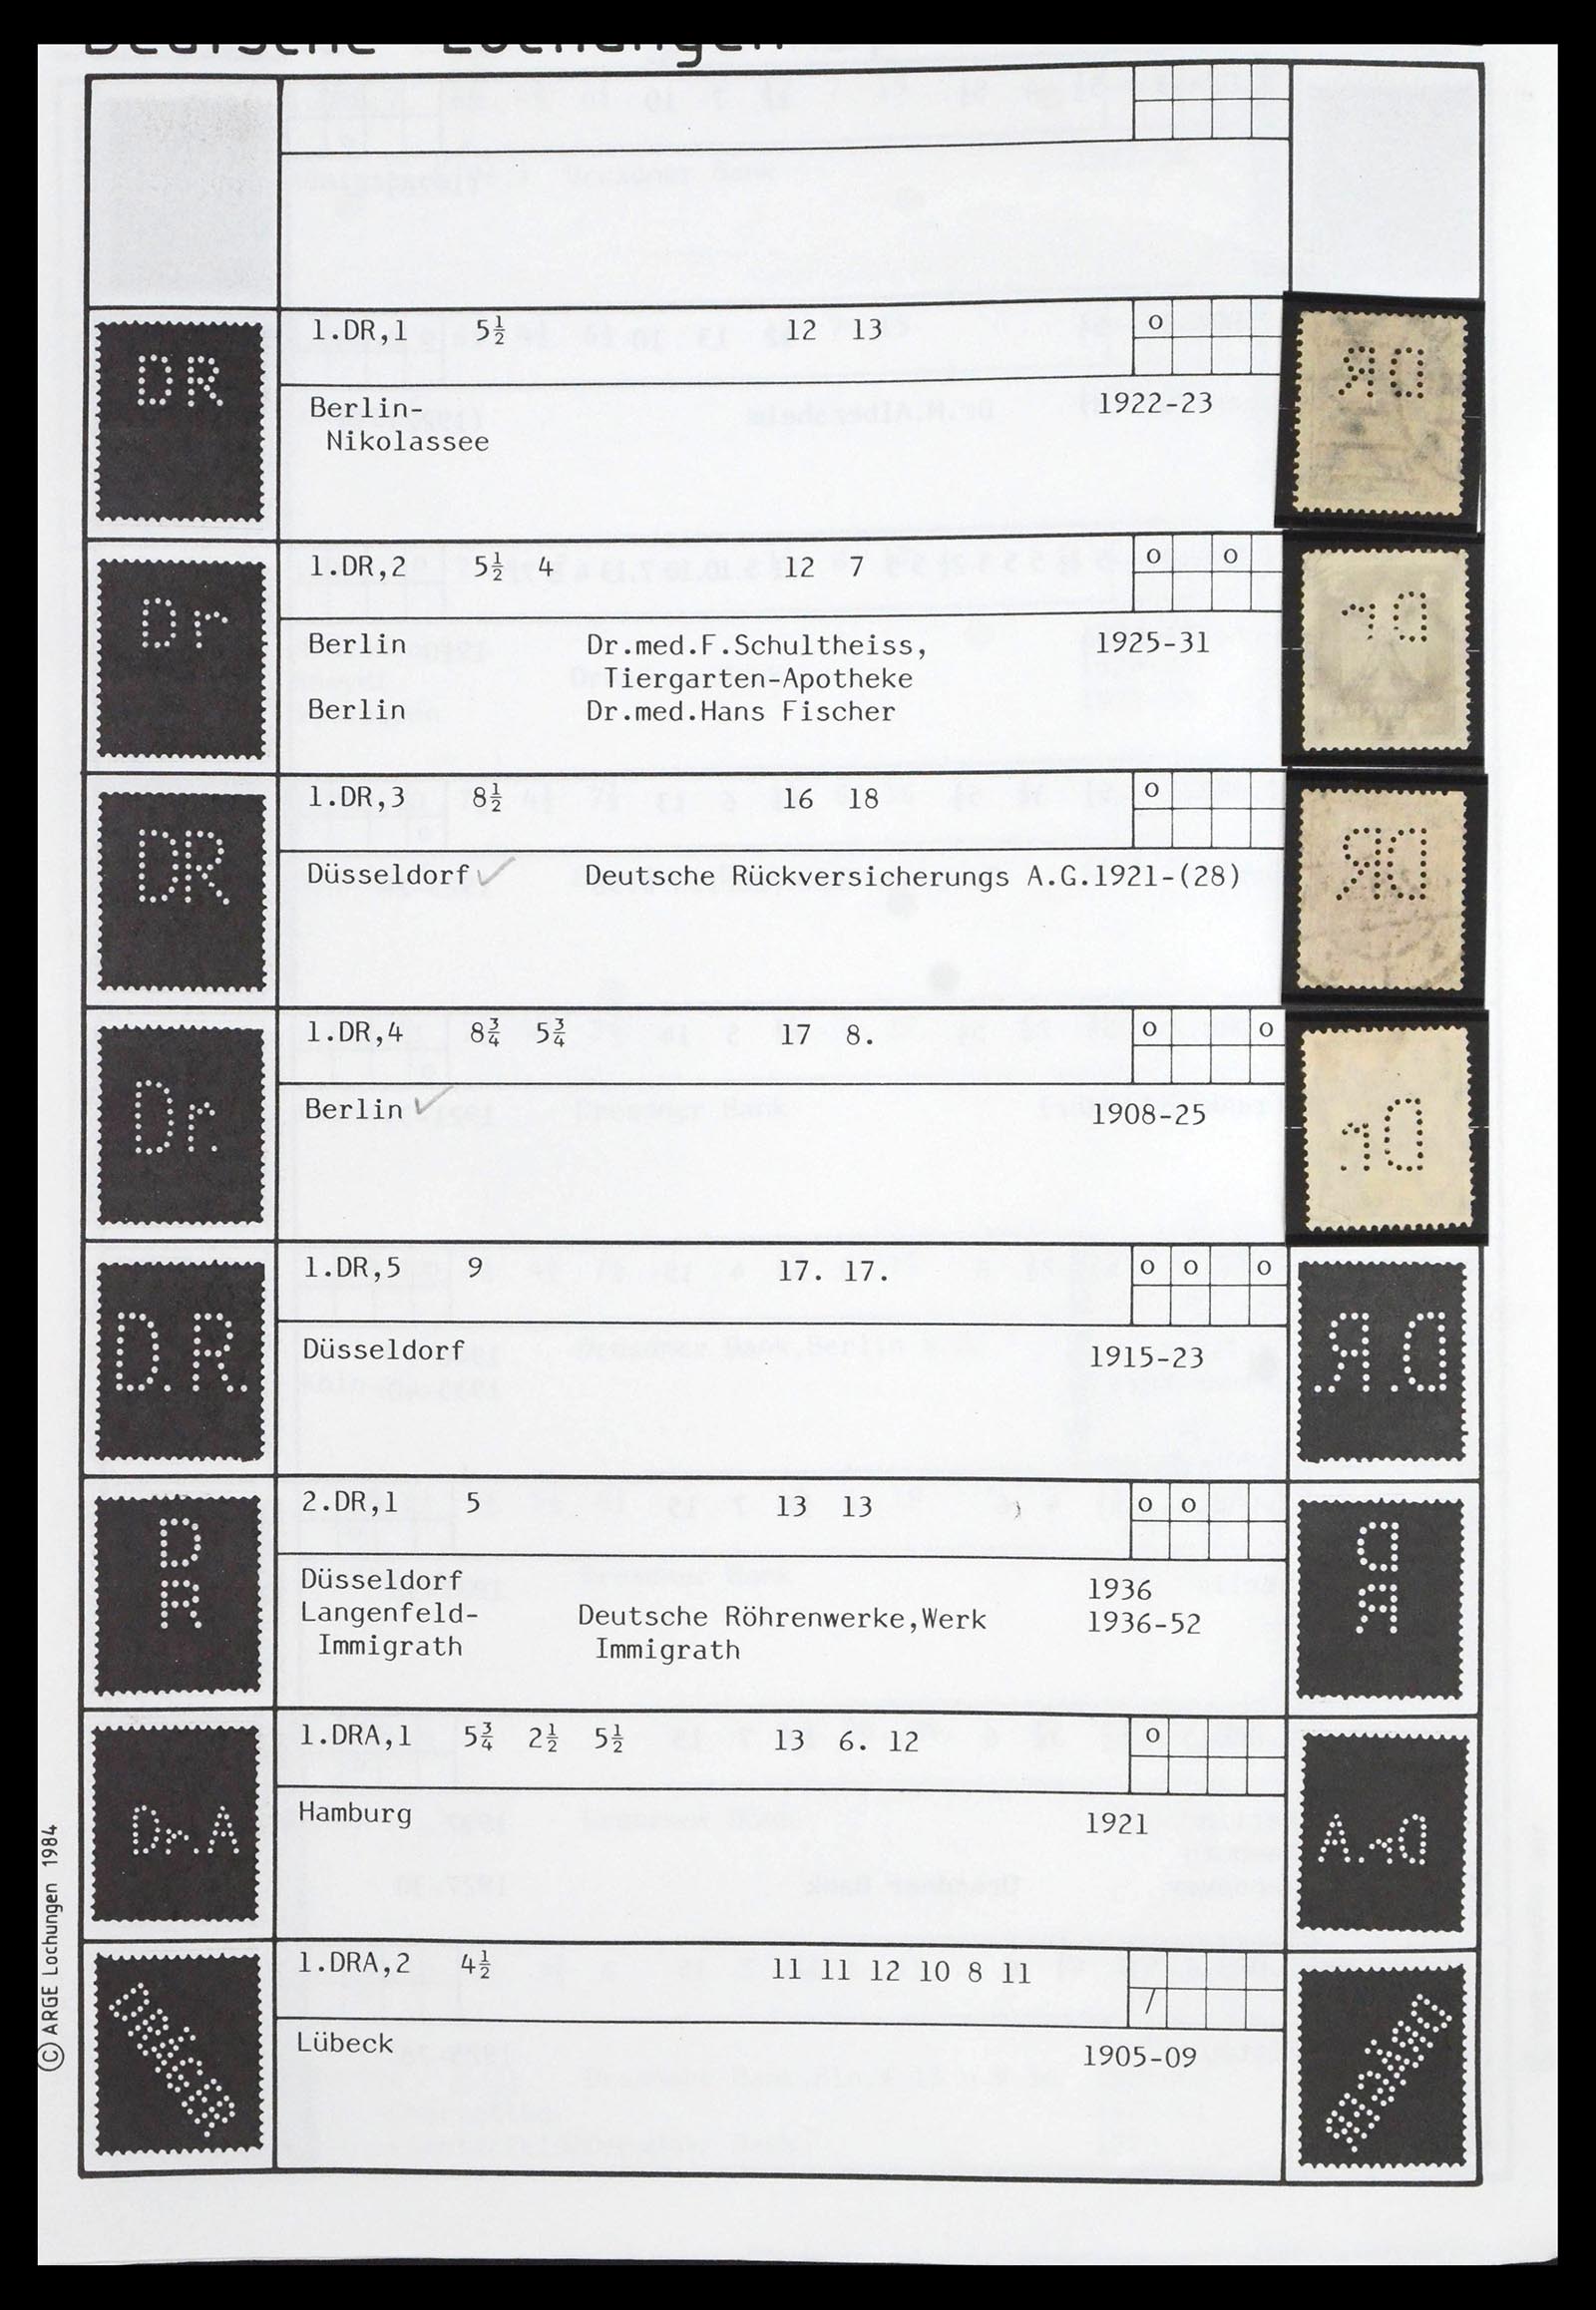 Deutsche Lochungen
DR
1.DR,1 5½ 12 13 o
Berlin- 1922-23
Nikolassee
DR
Dr
1.DR,2 5½ 4 12 7 o o
Berlin Dr.med.F.Schultheiss, 1925-31
Tiergarten-Apotheke
Berlin Dr.med.Hans Fischer
Dr
DR
1.DR,3 8½ 16 18 o
Düsseldorf ✓ Deutsche Rückversicherungs A.G.1921-(28)
DR
Dr.
1.DR,4 8¾ 5¾ 17 8. o o
Berlin ✓ 1908-25
Dr.
D.R.
1.DR,5 9 17. 17. o o o
Düsseldorf 1915-23
D.R.
D
R
2.DR,1 5 13 13 o o
Düsseldorf 1936
Langenfeld- Deutsche Röhrenwerke,Werk 1936-52
Immigrath Immigrath
D
R
Dr.A
1.DRA,1 5¾ 2½ 5½ 13 6. 12 o
Hamburg 1921
Dr.A
1.DRA,2 4½ 11 11 12 10 8 11 /
Lübeck 1905-09
© ARGE Lochungen 1984